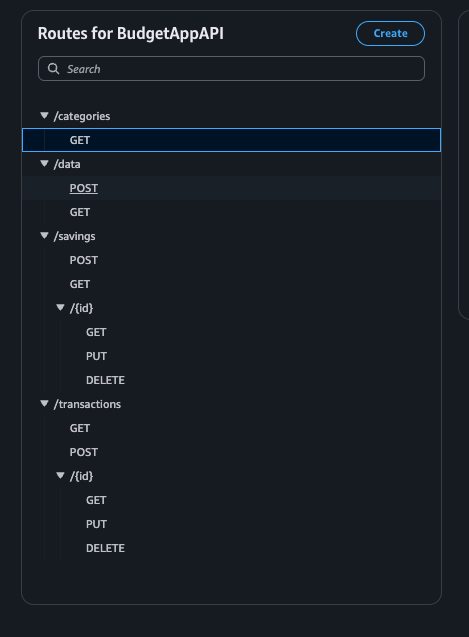 Routes for BudgetAppAPI
Create
Search
/categories
GET
/data
POST
GET
/savings
POST
GET
/{id}
GET
PUT
DELETE
/transactions
GET
POST
/{id}
GET
PUT
DELETE